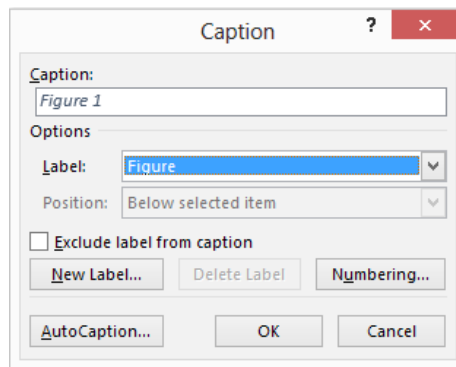 Caption
?
×
Caption:
Figure 1
Options
Label: Figure
Position: Below selected item
Exclude label from caption
New Label... Delete Label Numbering...
AutoCaption... OK Cancel